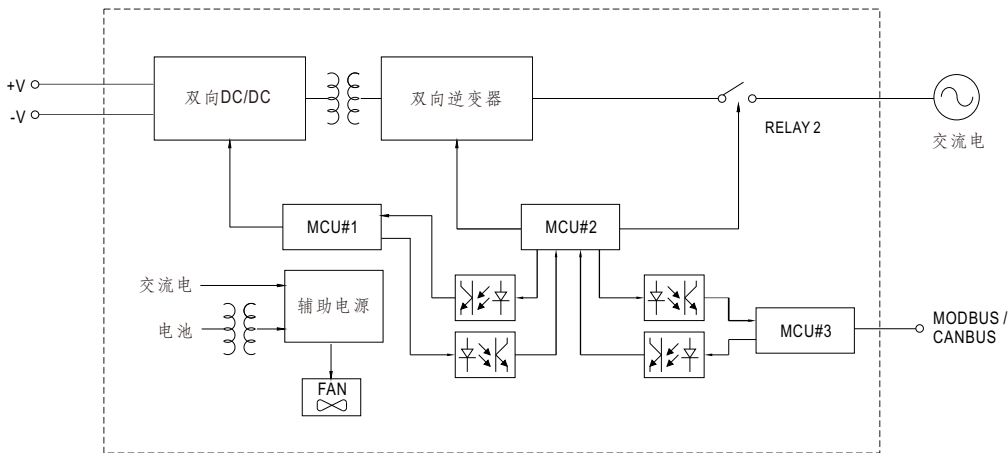 +V
-V
双向DC/DC
双向逆变器
RELAY 2
交流电
MCU#1
MCU#2
交流电
电池
辅助电源
FAN
MCU#3
MODBUS /
CANBUS